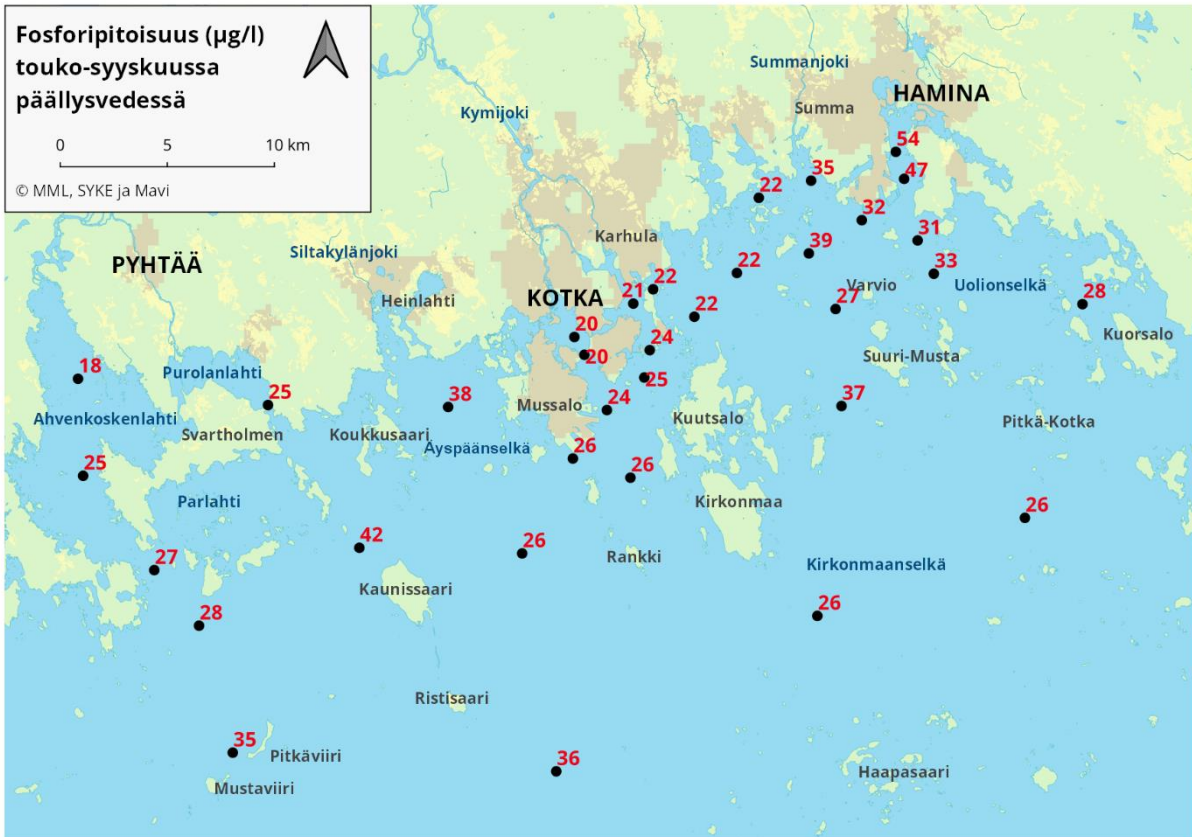 Fosforipitoisuus (µg/l)
touko-syyskuussa
päällysvedessä
0 5 10 km
© MML, SYKE ja Mavi
Summanjoki
HAMINA
Summa
Kymijoki
54
35
47
22
32
Karhula
31
Siltakylänjoki
39
PYHTÄÄ
22
33
22
Varvio
Uolionselkä
Heinlahti
KOTKA
21
27
28
22
Kuorsalo
20
24
20
Suuri-Musta
18
Purolanlahti
25
25
38
37
Mussalo
24
Ahvenkoskenlahti
Kuutsalo
Pitkä-Kotka
Svartholmen
Koukkusaari
Äyspäänselkä
26
25
26
Parlahti
Kirkonmaa
26
42
26
27
Rankki
Kirkonmaanselkä
Kaunissaari
28
26
Ristisaari
35
Pitkäviiri
36
Haapasaari
Mustaviiri